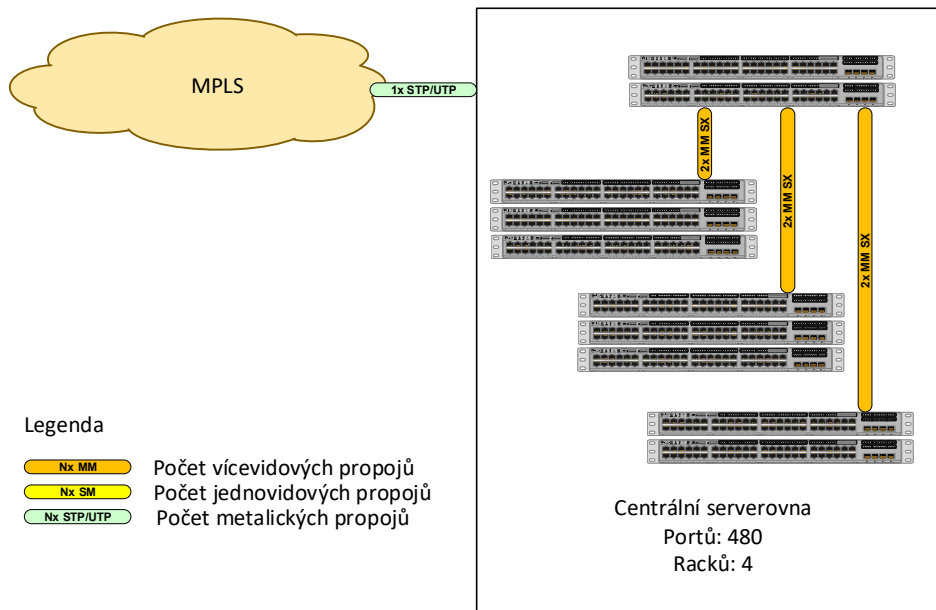 MPLS
1x STP/UTP
2x MM SX
2x MM SX
2x MM SX
Legenda
Nx MM
Počet vícevidových propojů
Nx SM
Počet jednovidových propojů
Nx STP/UTP
Počet metalických propojů
Centrální serverovna
Portů: 480
Racků: 4